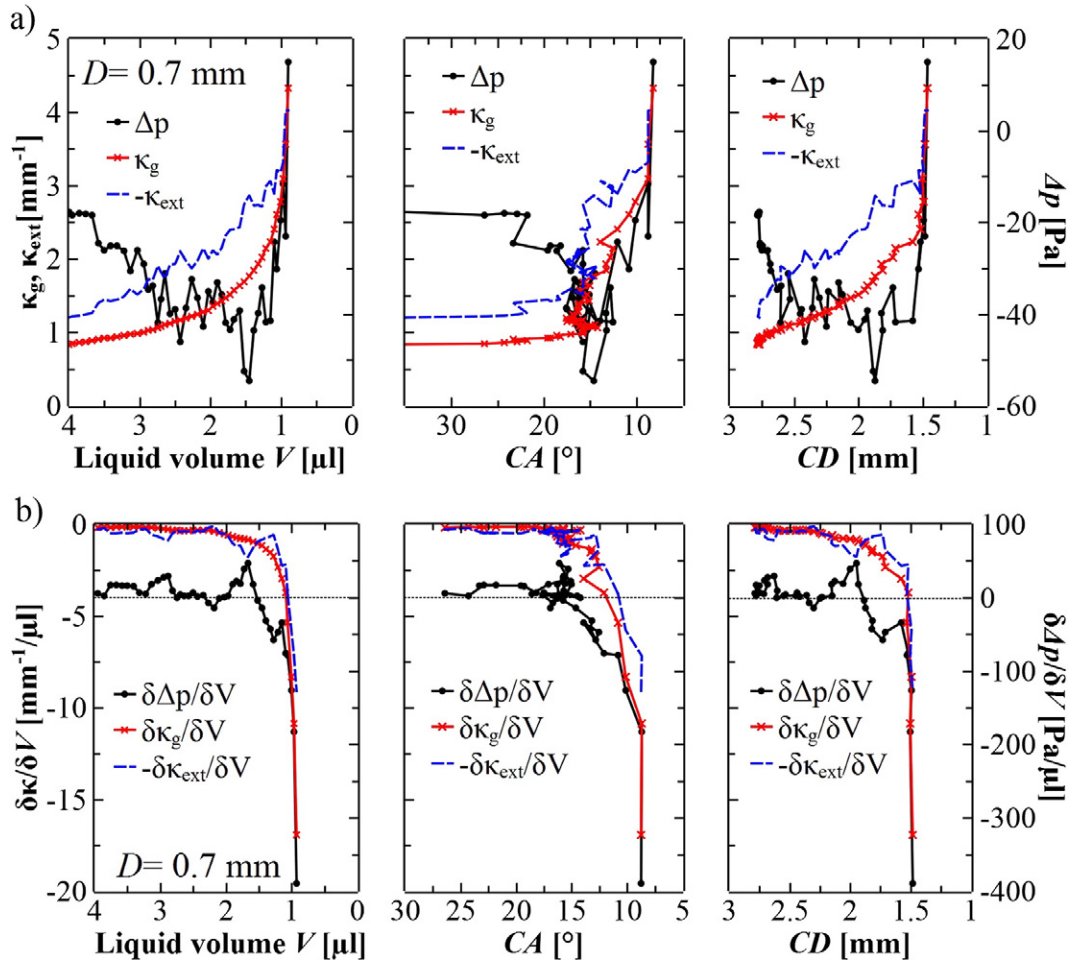 a)
5
4
3
2
1
0
κg, κext[mm-1]
D= 0.7 mm
Δp
κg
-κext
4
3
2
1
0
Liquid volume V [μl]
Δp
κg
-κext
30
20
10
CA [°]
Δp
κg
-κext
3
2.5
2
1.5
1
CD [mm]
20
0
-20
-40
-60
Δp [Pa]
b)
0
-5
-10
-15
-20
δκ/δV [mm-1/μl]
δΔp/δV
δκg/δV
-δκext/δV
D= 0.7 mm
4
3
2
1
0
Liquid volume V [μl]
δΔp/δV
δκg/δV
-δκext/δV
30
25
20
15
10
5
CA [°]
δΔp/δV
δκg/δV
-δκext/δV
3
2.5
2
1.5
1
CD [mm]
100
0
-100
-200
-300
-400
δΔp/δV [Pa/μl]